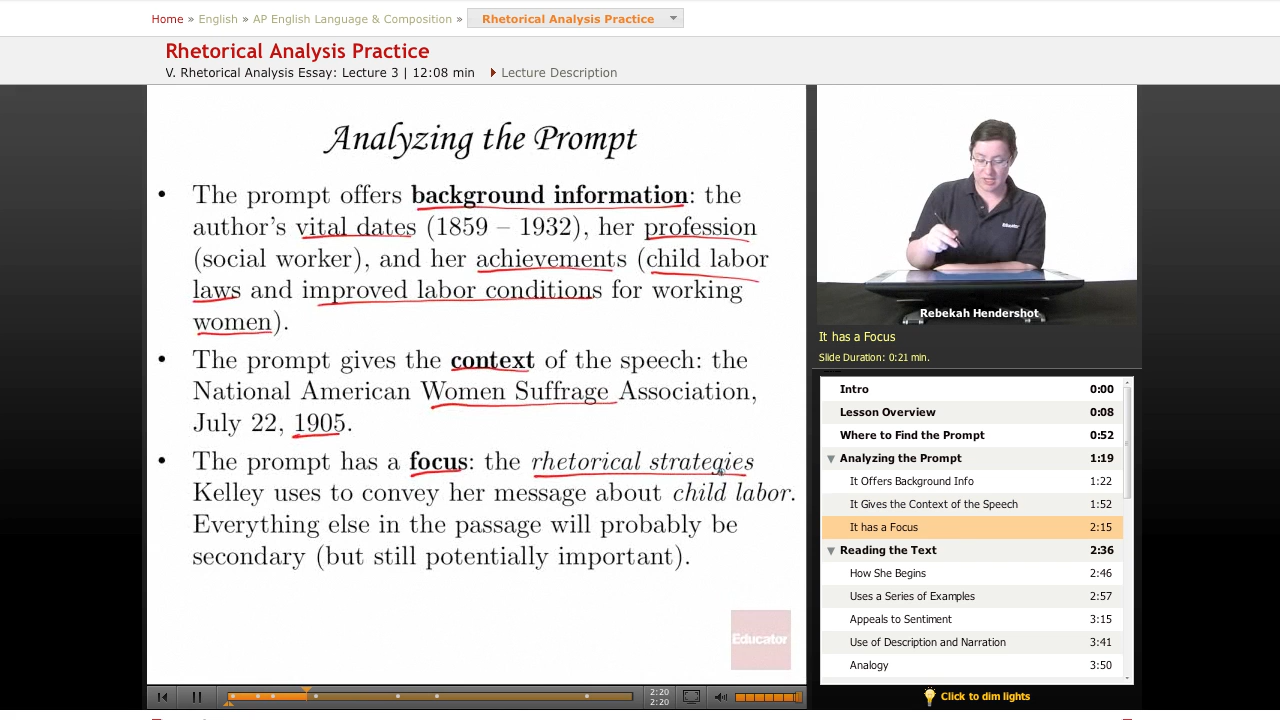 Home » English » AP English Language & Composition » Rhetorical Analysis Practice
Rhetorical Analysis Practice
V. Rhetorical Analysis Essay: Lecture 3 | 12:08 min Lecture Description
Analyzing the Prompt
• The prompt offers background information: the
author's vital dates (1859 – 1932), her profession
(social worker), and her achievements (child labor
laws and improved labor conditions for working
women).
• The prompt gives the context of the speech: the
National American Women Suffrage Association,
July 22, 1905.
• The prompt has a focus: the rhetorical strategies
Kelley uses to convey her message about child labor.
Everything else in the passage will probably be
secondary (but still potentially important).
Educator
2:20
2:20
Educator
Rebekah Hendershot
It has a Focus
Slide Duration: 0:21 min.
Intro 0:00
Lesson Overview 0:08
Where to Find the Prompt 0:52
Analyzing the Prompt 1:19
It Offers Background Info 1:22
It Gives the Context of the Speech 1:52
It has a Focus 2:15
Reading the Text 2:36
How She Begins 2:46
Uses a Series of Examples 2:57
Appeals to Sentiment 3:15
Use of Description and Narration 3:41
Analogy 3:50
Click to dim lights